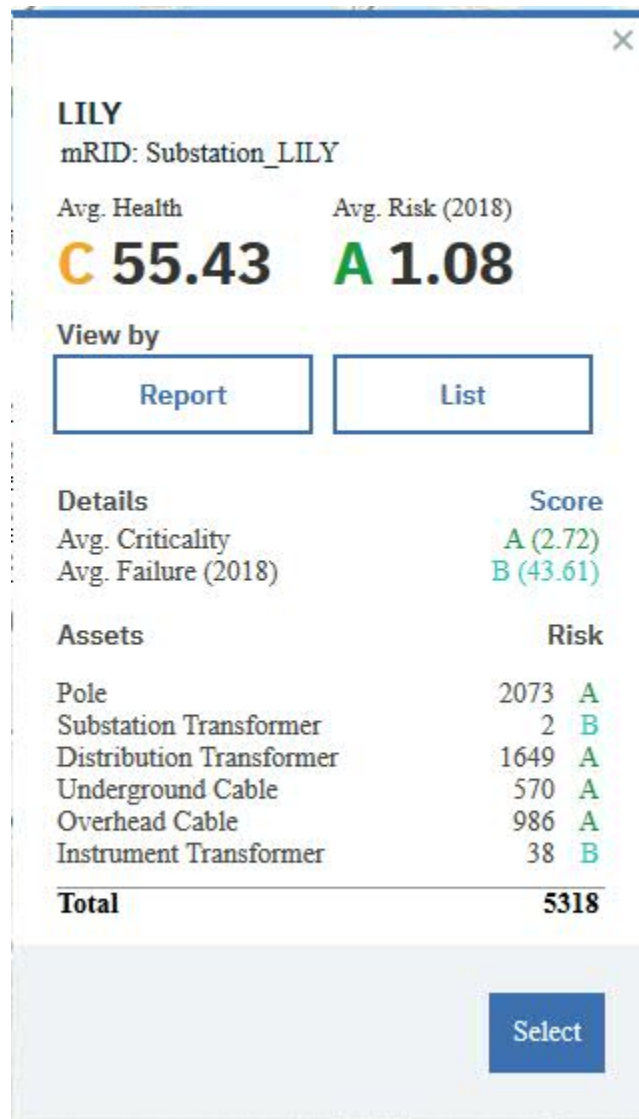 ×
LILY
mRID: Substation_LILY
Avg. Health Avg. Risk (2018)
C 55.43 A 1.08
View by
Report List
Details Score
Avg. Criticality A (2.72)
Avg. Failure (2018) B (43.61)
Assets Risk
Pole 2073 A
Substation Transformer 2 B
Distribution Transformer 1649 A
Underground Cable 570 A
Overhead Cable 986 A
Instrument Transformer 38 B
Total 5318
Select